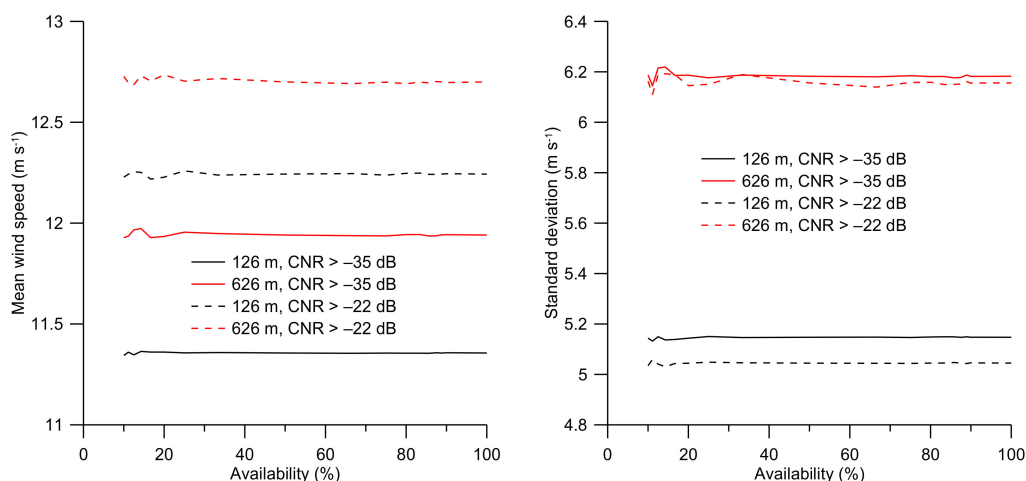 13
12.5
12
11.5
11
Mean wind speed (m s-1)
126 m, CNR > –35 dB
626 m, CNR > –35 dB
126 m, CNR > –22 dB
626 m, CNR > –22 dB
0 20 40 60 80 100
Availability (%)
6.4
6.2
6
5.8
5.6
5.4
5.2
5
4.8
Standard deviation (m s-1)
126 m, CNR > –35 dB
626 m, CNR > –35 dB
126 m, CNR > –22 dB
626 m, CNR > –22 dB
0 20 40 60 80 100
Availability (%)